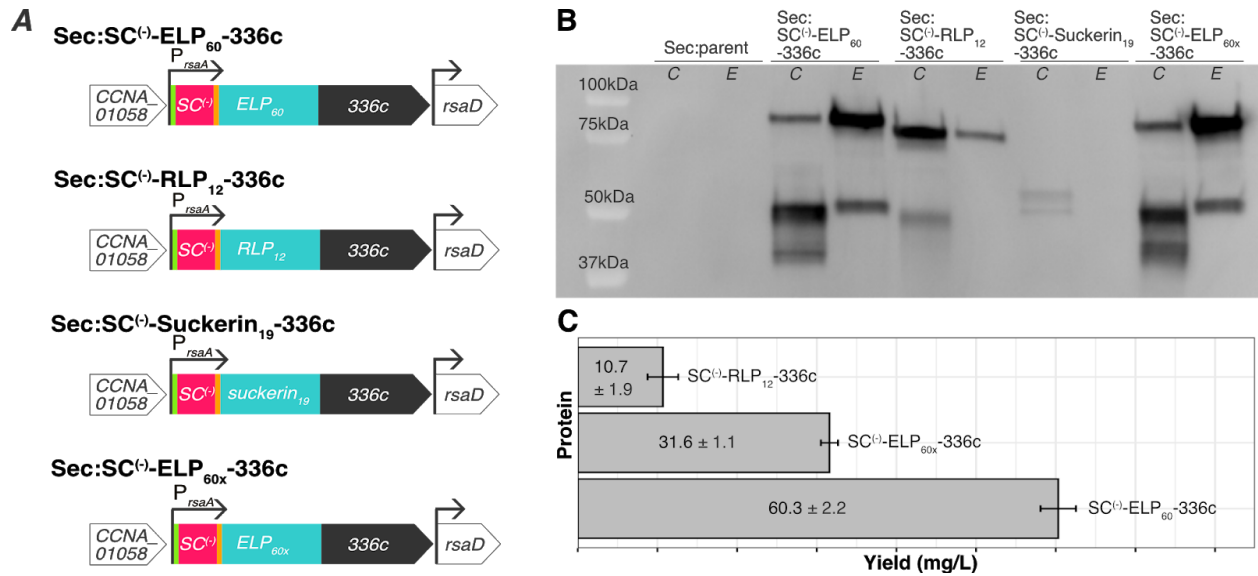 A
Sec:SC(-)-ELP60-336c
PrsaA
CCNA_
01058
SC(-)
ELP60
336c
rsaD
Sec:SC(-)-RLP12-336c
PrsaA
CCNA_
01058
SC(-)
RLP12
336c
rsaD
Sec:SC(-)-Suckerin19-336c
PrsaA
CCNA_
01058
SC(-)
suckerin19
336c
rsaD
Sec:SC(-)-ELP60x-336c
PrsaA
CCNA_
01058
SC(-)
ELP60x
336c
rsaD
B
Sec:parent
Sec:
SC(-)-ELP60
-336c
Sec:
SC(-)-RLP12
-336c
Sec:
SC(-)-Suckerin19
-336c
Sec:
SC(-)-ELP60x
-336c
C E C E C E C E C E
100kDa
75kDa
50kDa
37kDa
C
Protein
10.7
± 1.9
SC(-)-RLP12-336c
31.6 ± 1.1
SC(-)-ELP60x-336c
60.3 ± 2.2
SC(-)-ELP60-336c
Yield (mg/L)